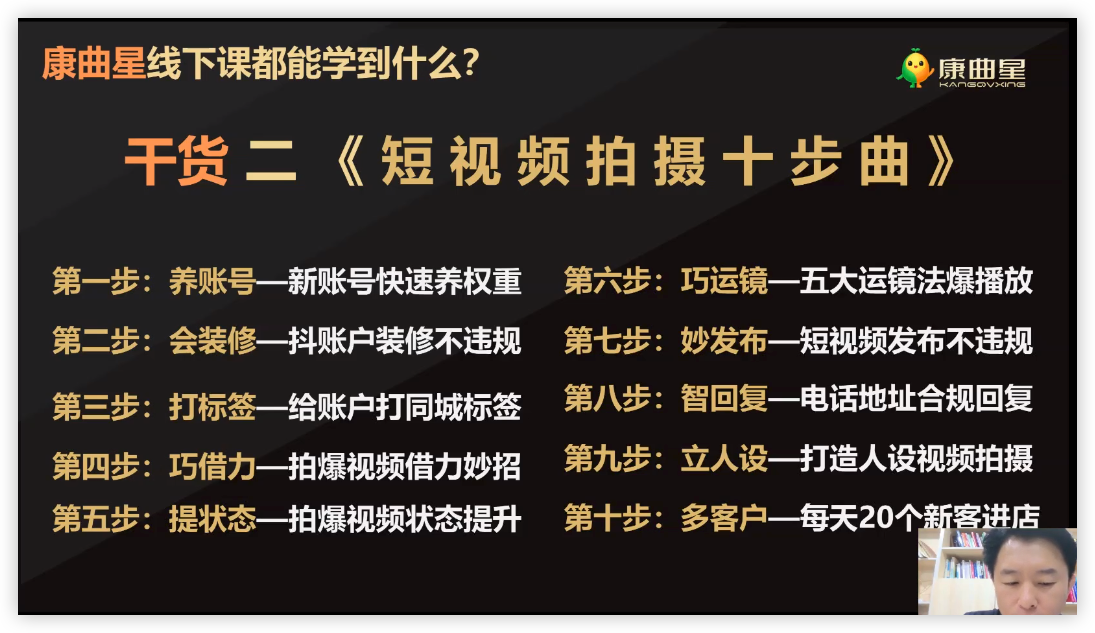 康曲星线下课都能学到什么？
康曲星
KANGQVXING
干货二《短视频拍摄十步曲》
第一步：养账号—新账号快速养权重
第二步：会装修—抖账户装修不违规
第三步：打标签—给账户打同城标签
第四步：巧借力—拍爆视频借力妙招
第五步：提状态—拍爆视频状态提升
第六步：巧运镜—五大运镜法爆播放
第七步：妙发布—短视频发布不违规
第八步：智回复—电话地址合规回复
第九步：立人设—打造人设视频拍摄
第十步：多客户—每天20个新客进店